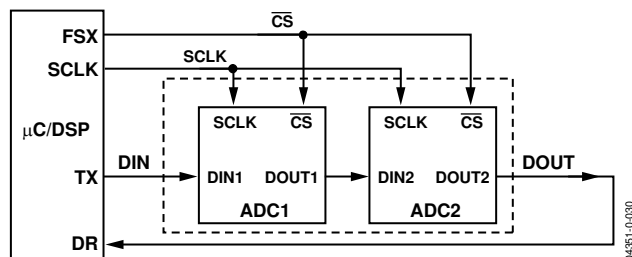 FSX
CS
SCLK
SCLK
SCLK
CS
SCLK
CS
μC/DSP
DIN
DOUT
TX
DIN1
DOUT1
DIN2
DOUT2
ADC1
ADC2
DR
04351-0-030